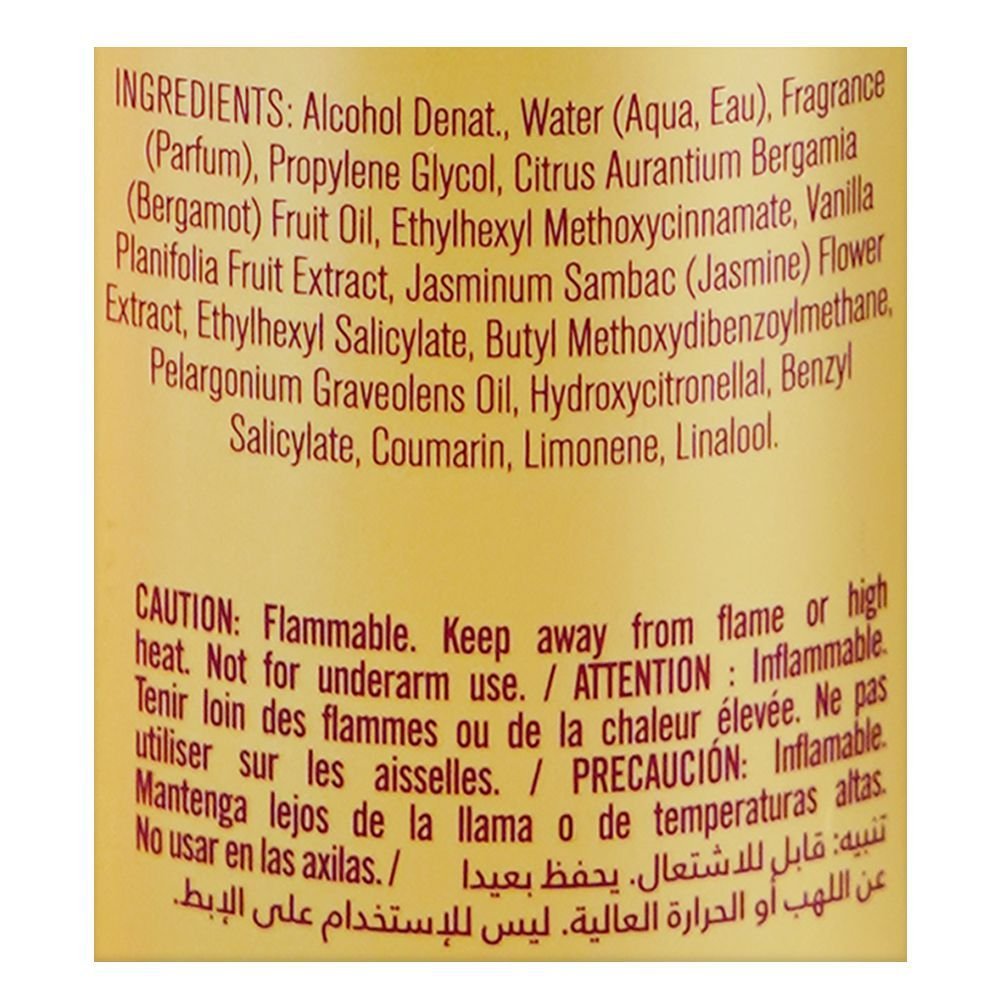 INGREDIENTS: Alcohol Denat., Water (Aqua, Eau), Fragrance
(Parfum), Propylene Glycol, Citrus Aurantium Bergamia
(Bergamot) Fruit Oil, Ethylhexyl Methoxycinnamate, Vanilla
Planifolia Fruit Extract, Jasminum Sambac (Jasmine) Flower
Extract, Ethylhexyl Salicylate, Butyl Methoxydibenzoylmethane,
Pelargonium Graveolens Oil, Hydroxycitronellal, Benzyl
Salicylate, Coumarin, Limonene, Linalool.
CAUTION: Flammable. Keep away from flame or high
heat. Not for underarm use. / ATTENTION : Inflammable.
Tenir loin des flammes ou de la chaleur élevée. Ne pas
utiliser sur les aisselles. / PRECAUCIÓN: Inflamable.
Mantenga lejos de la llama o de temperaturas altas.
No usar en las axilas. / تنبيه: قابل للاشتعال. يحفظ بعيدا
عن اللهب أو الحرارة العالية. ليس للإستخدام على الإبط.